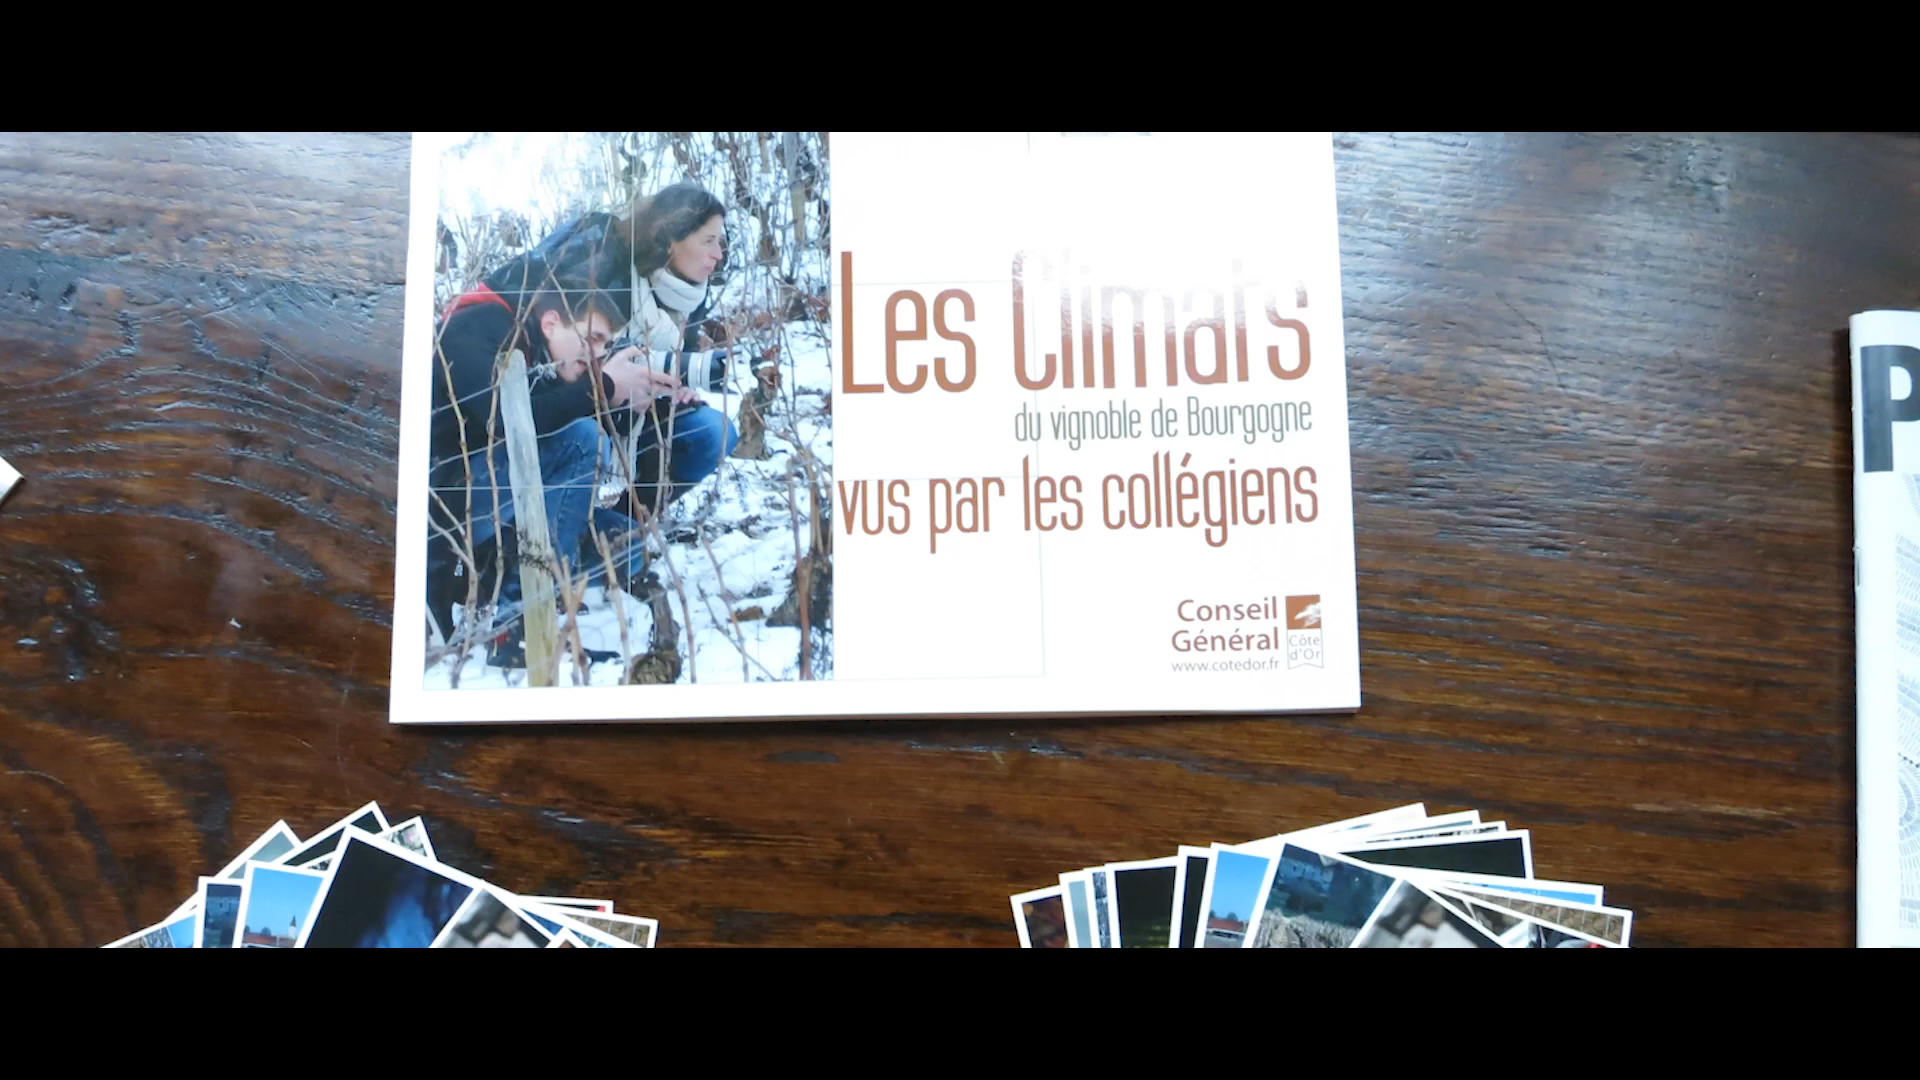 Les Climats
du vignoble de Bourgogne
vus par les collégiens
Conseil
Général
www.cotedor.fr
Côte
d'Or
P